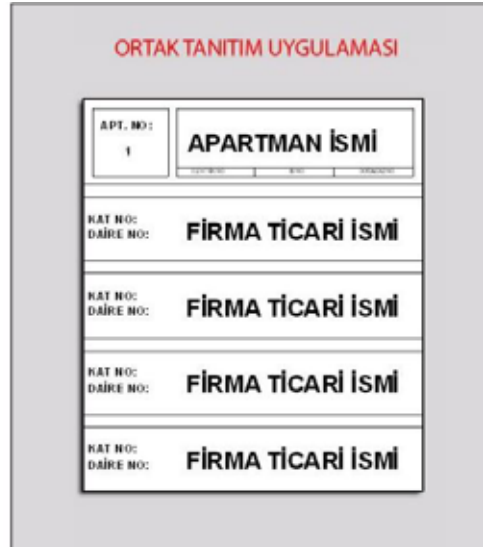 ORTAK TANITIM UYGULAMASI
APT. NO:
1
APARTMAN İSMİ
KAT NO:
DAİRE NO:
FİRMA TİCARİ İSMİ
KAT NO:
DAİRE NO:
FİRMA TİCARİ İSMİ
KAT NO:
DAİRE NO:
FİRMA TİCARİ İSMİ
KAT NO:
DAİRE NO:
FİRMA TİCARİ İSMİ